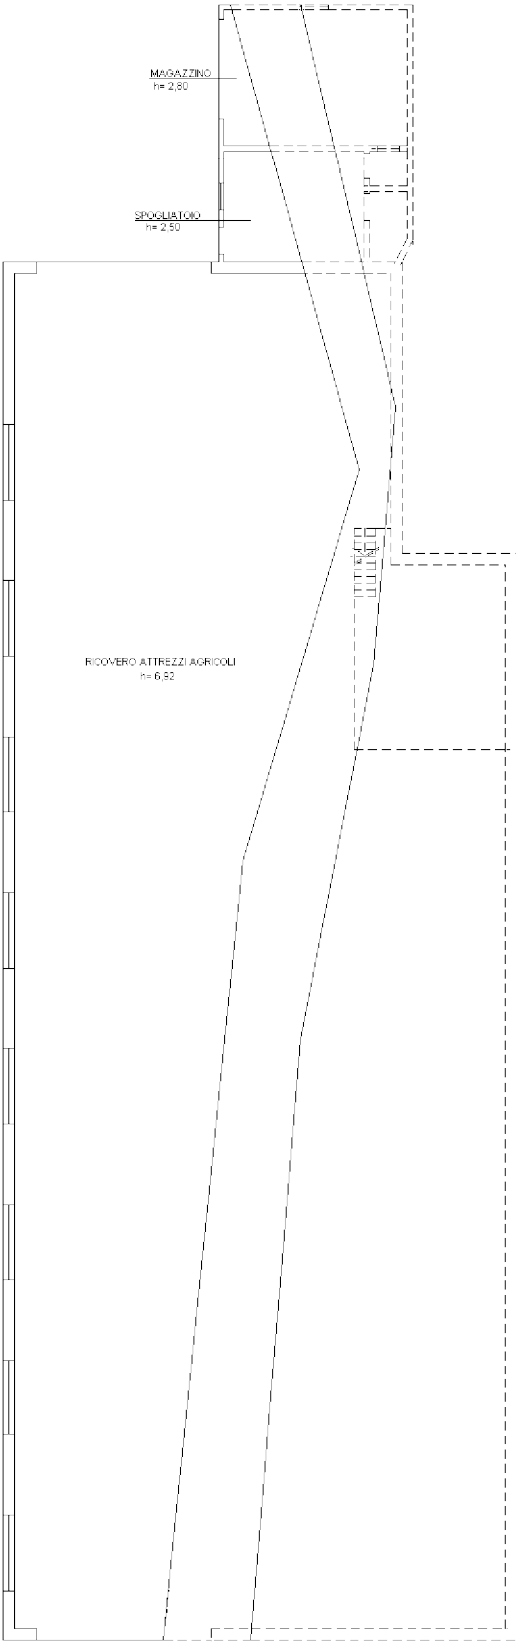 MAGAZZINO
h= 2,80
SPOGLIATOIO
h= 2,50
RICOVERO ATTREZZI AGRICOLI
h= 6,92